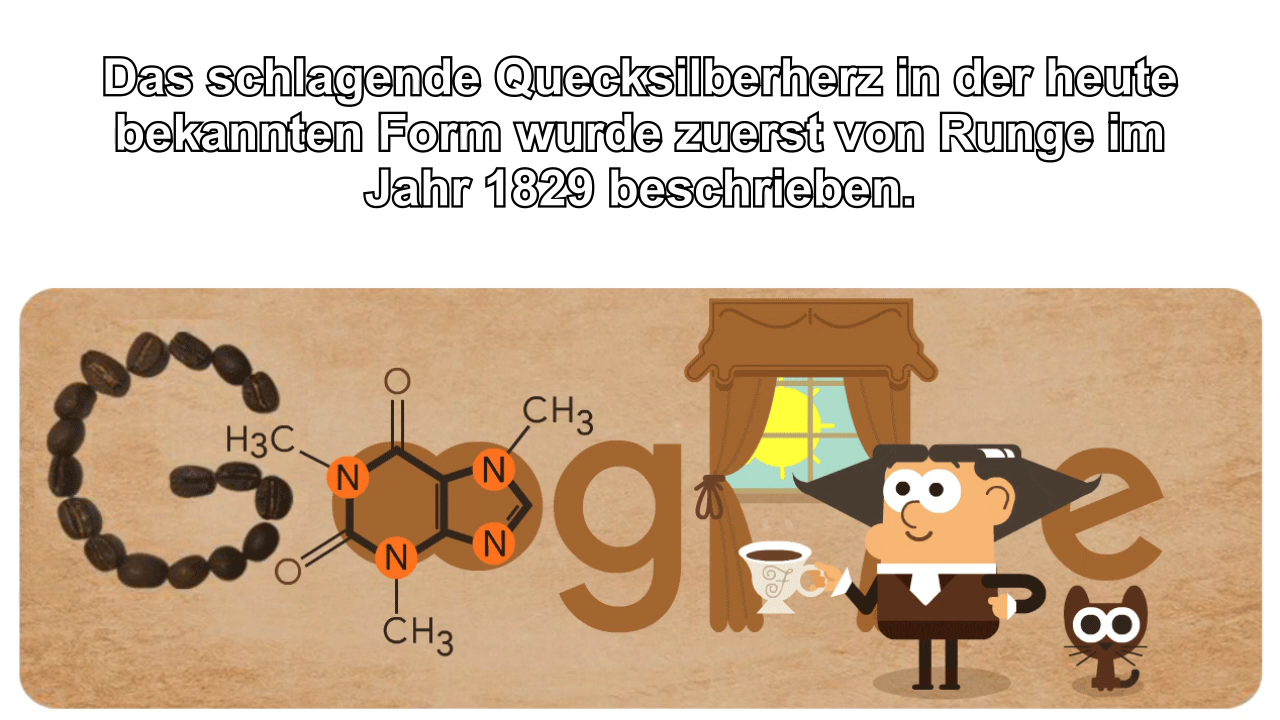 Das schlagende Quecksilberherz in der heute
bekannten Form wurde zuerst von Runge im
Jahr 1829 beschrieben.
Google
O
CH3
H3C
N
N
N
N
O
CH3
F